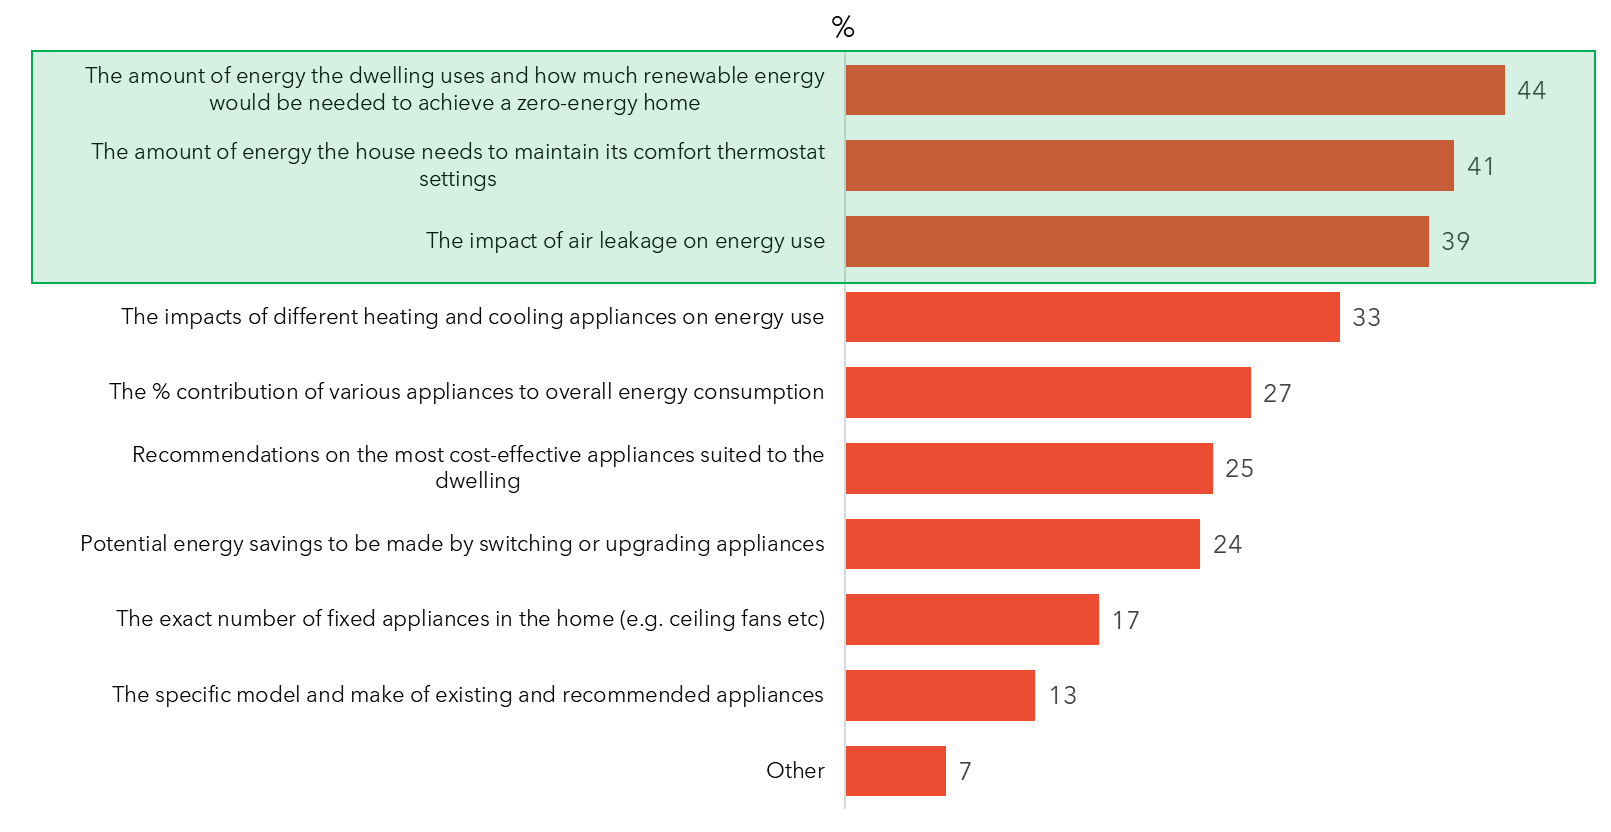 %
The amount of energy the dwelling uses and how much renewable energy
would be needed to achieve a zero-energy home
44
The amount of energy the house needs to maintain its comfort thermostat
settings
41
The impact of air leakage on energy use
39
The impacts of different heating and cooling appliances on energy use
33
The % contribution of various appliances to overall energy consumption
27
Recommendations on the most cost-effective appliances suited to the
dwelling
25
Potential energy savings to be made by switching or upgrading appliances
24
The exact number of fixed appliances in the home (e.g. ceiling fans etc)
17
The specific model and make of existing and recommended appliances
13
Other
7